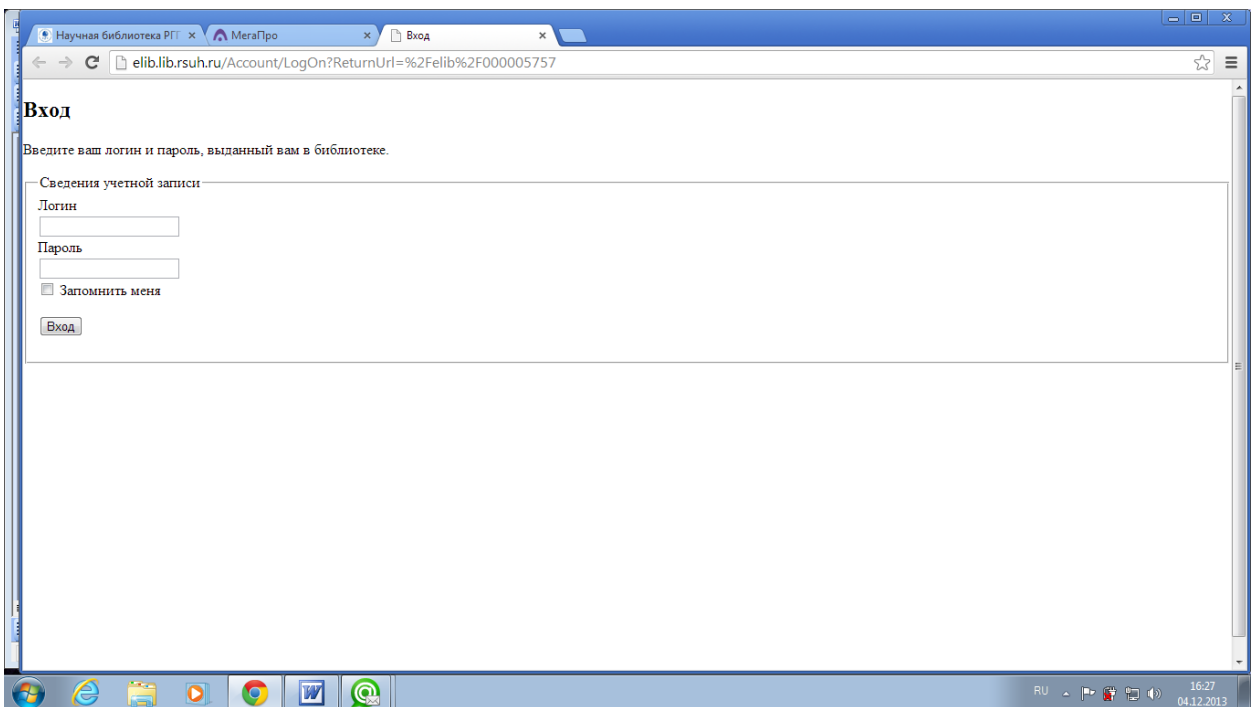 Научная библиотека РГГ
МегаПро
Вход
elib.lib.rsuh.ru/Account/LogOn?ReturnUrl=%2Felib%2F000005757
Вход
Введите ваш логин и пароль, выданный вам в библиотеке.
Сведения учетной записи
Логин
Пароль
Запомнить меня
Вход
RU
16:27
04.12.2013